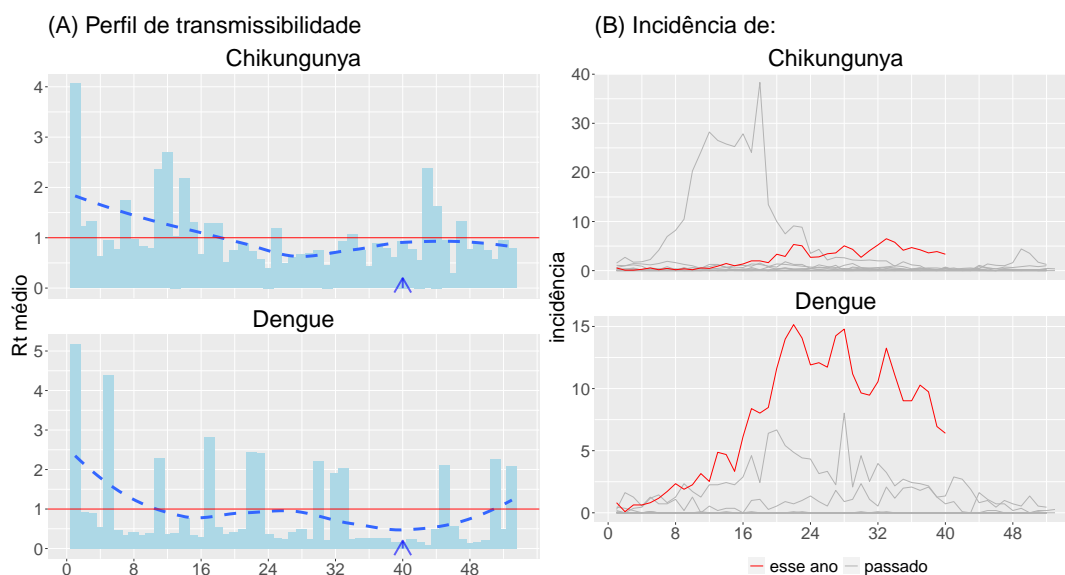 (A) Perfil de transmissibilidade
Chikungunya
4
3
2
1
0
Dengue
5
4
3
2
1
0
0 8 16 24 32 40 48
Rt médio
(B) Incidência de:
Chikungunya
40
30
20
10
0
Dengue
15
10
5
0
0 8 16 24 32 40 48
incidência
esse ano passado